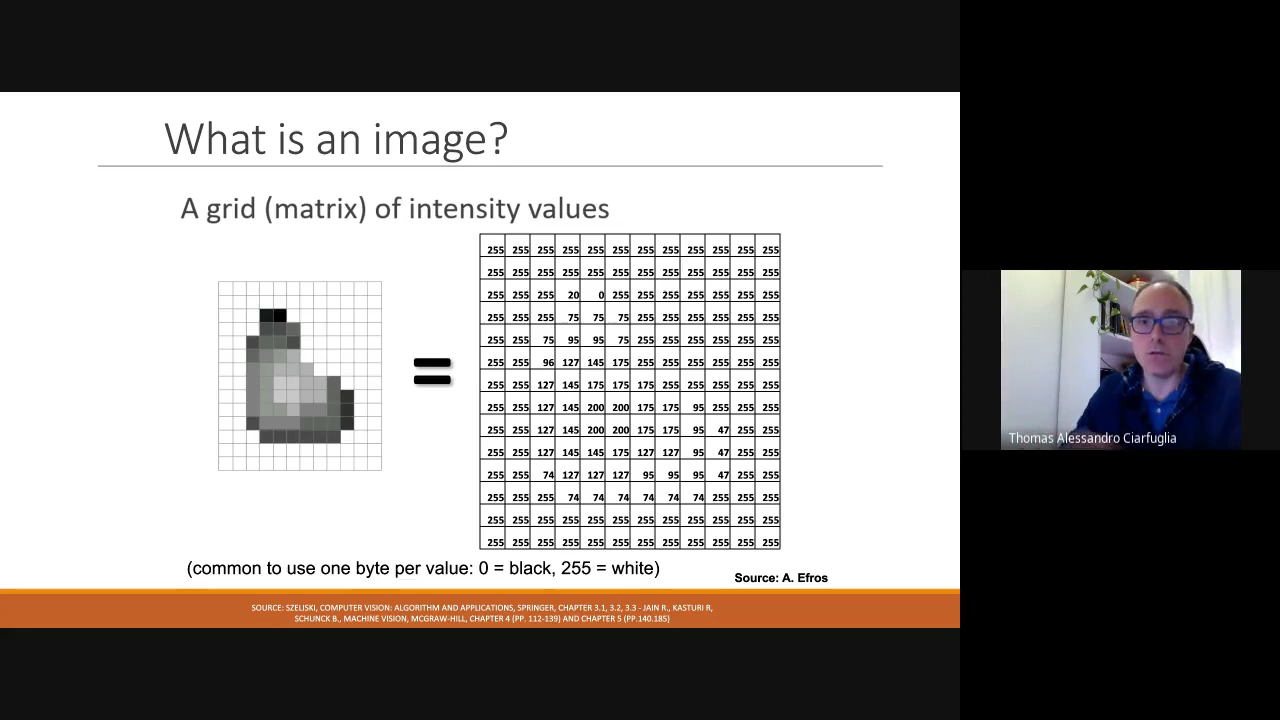 What is an image?
A grid (matrix) of intensity values
255 255 255 255 255 255 255 255 255 255 255 255
255 255 255 255 255 255 255 255 255 255 255 255
255 255 255 20 0 255 255 255 255 255 255 255
255 255 255 75 75 75 255 255 255 255 255 255
255 255 75 95 95 75 255 255 255 255 255 255
255 255 96 127 145 175 255 255 255 255 255 255
255 255 127 145 175 175 175 255 255 255 255 255
255 255 127 145 200 200 175 175 95 255 255 255
255 255 127 145 200 200 175 175 95 47 255 255
255 255 127 145 145 175 127 127 95 47 255 255
255 255 74 127 127 127 95 95 95 47 255 255
255 255 255 74 74 74 74 74 74 255 255 255
255 255 255 255 255 255 255 255 255 255 255 255
255 255 255 255 255 255 255 255 255 255 255 255
=
(common to use one byte per value: 0 = black, 255 = white)
Source: A. Efros
SOURCE: SZELISKI, COMPUTER VISION: ALGORITHM AND APPLICATIONS, SPRINGER, CHAPTER 3.1, 3.2, 3.3 - JAIN R., KASTURI R,
SCHUNCK B., MACHINE VISION, MCGRAW-HILL, CHAPTER 4 (PP. 112-139) AND CHAPTER 5 (PP.140.185)
Thomas Alessandro Ciarfuglia